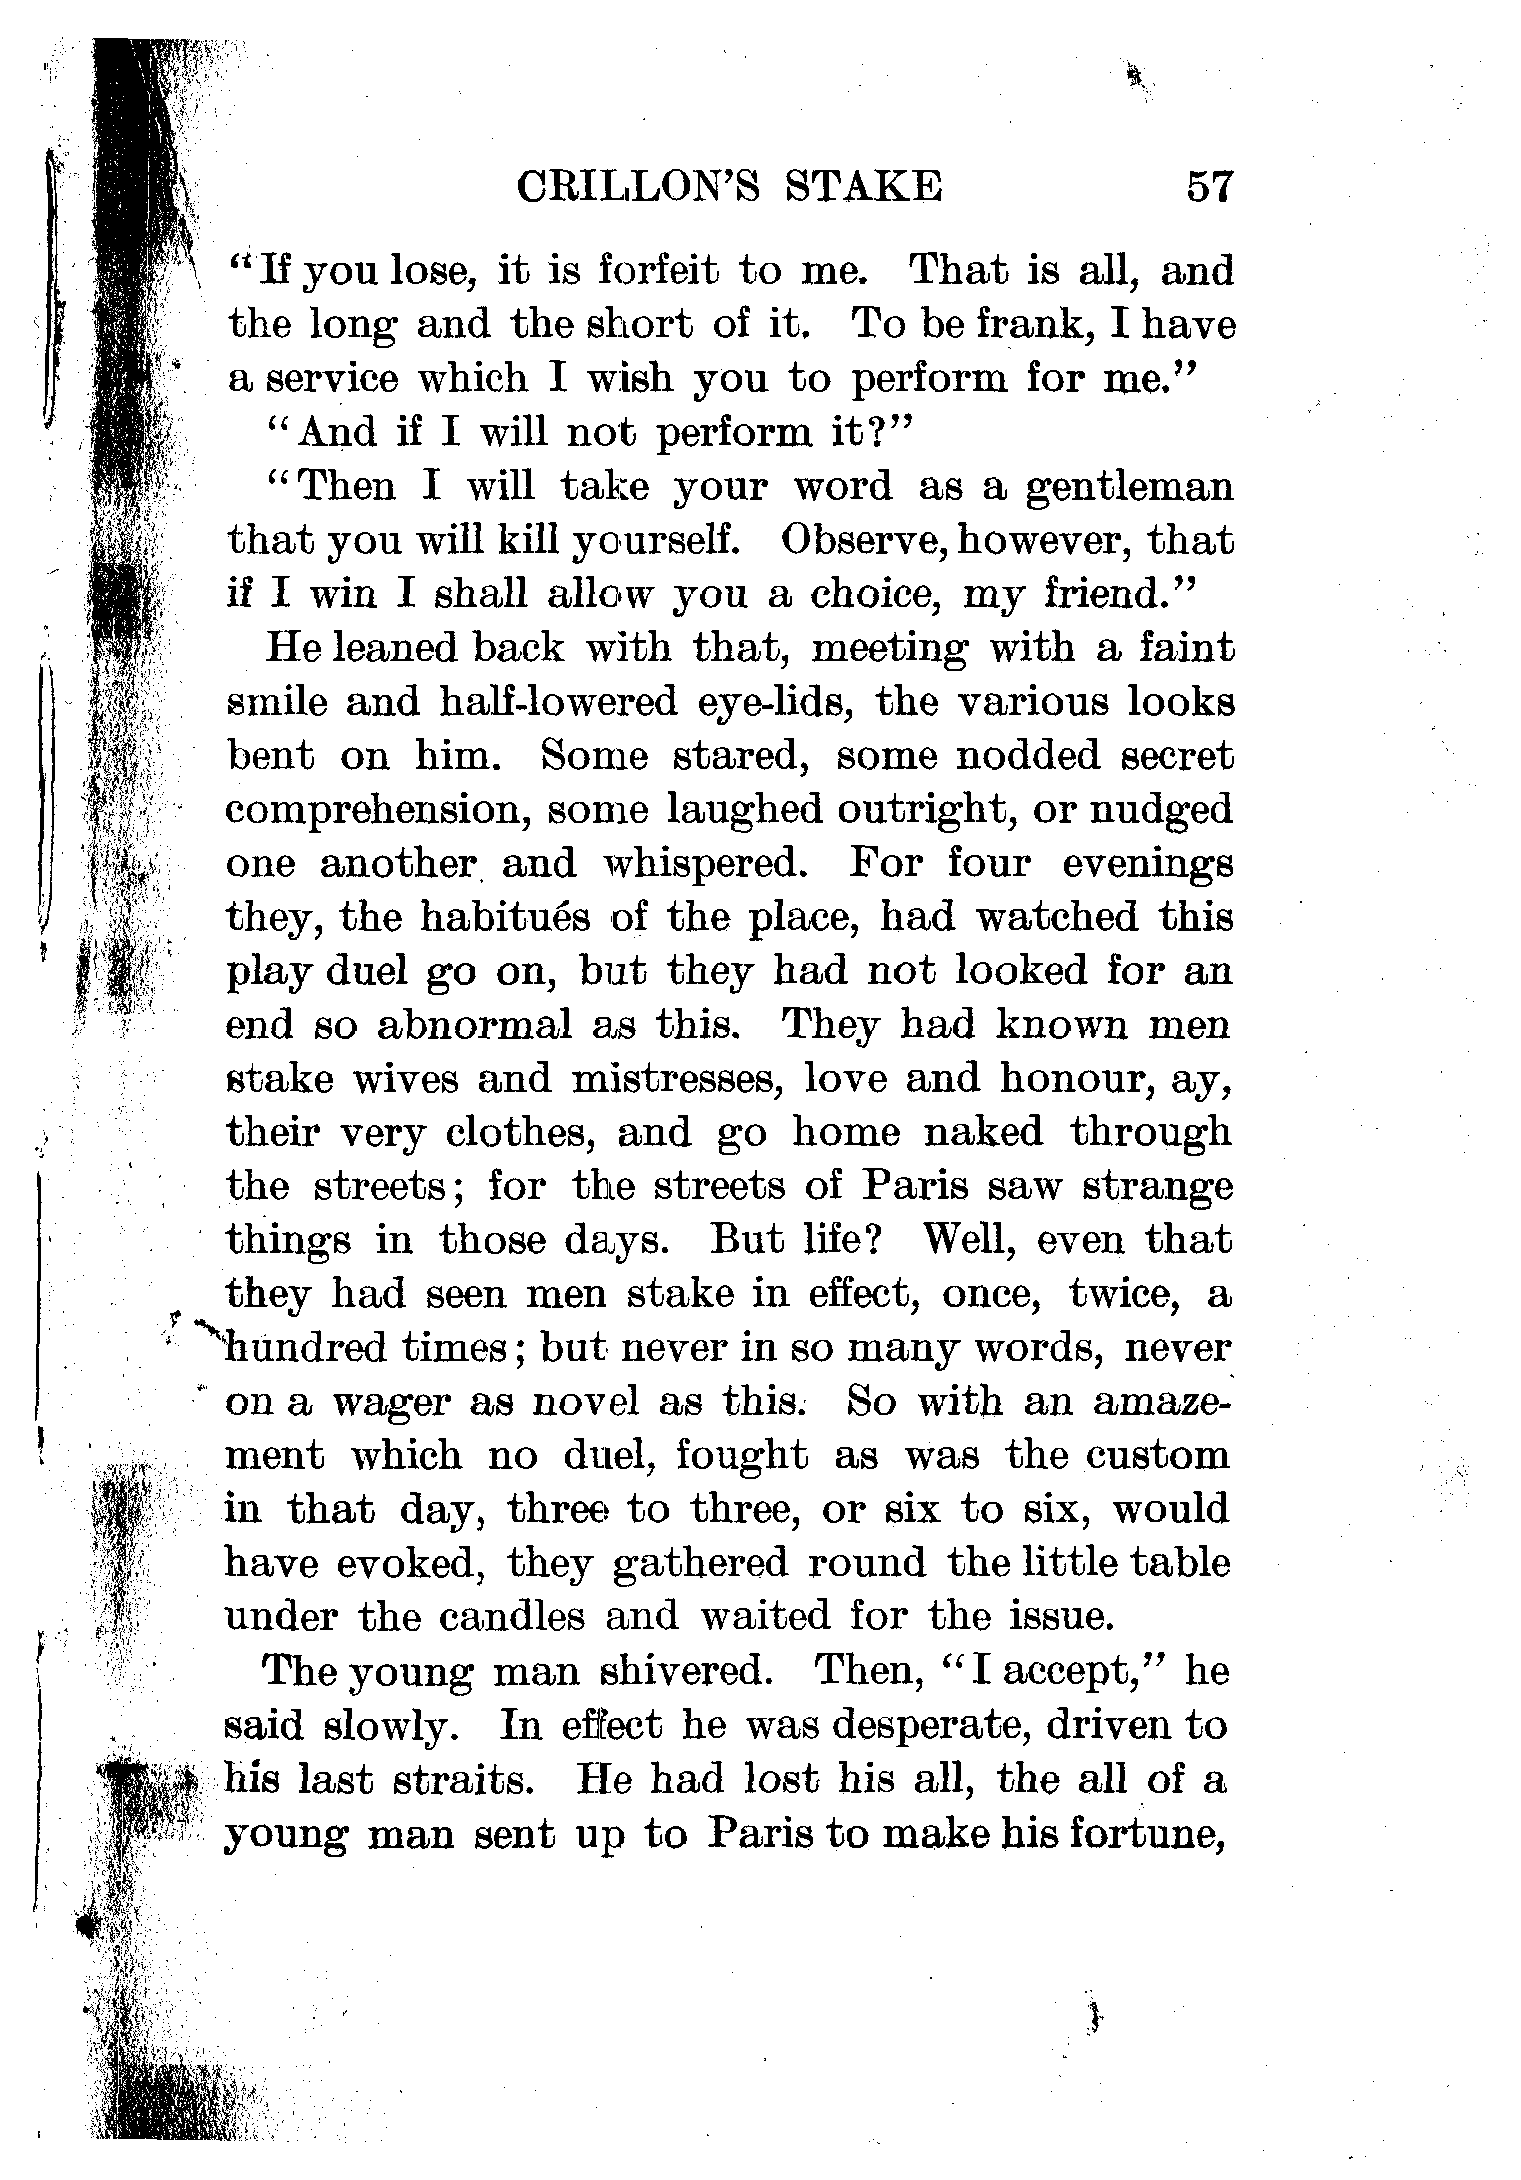 CRILLON'S STAKE 57
“If you lose, it is forfeit to me. That is all, and
the long and the short of it. To be frank, I have
a service which I wish you to perform for me.”
“And if I will not perform it?”
“Then I will take your word as a gentleman
that you will kill yourself. Observe, however, that
if I win I shall allow you a choice, my friend.”
He leaned back with that, meeting with a faint
smile and half-lowered eye-lids, the various looks
bent on him. Some stared, some nodded secret
comprehension, some laughed outright, or nudged
one another and whispered. For four evenings
they, the habitués of the place, had watched this
play duel go on, but they had not looked for an
end so abnormal as this. They had known men
stake wives and mistresses, love and honour, ay,
their very clothes, and go home naked through
the streets; for the streets of Paris saw strange
things in those days. But life? Well, even that
they had seen men stake in effect, once, twice, a
hundred times; but never in so many words, never
on a wager as novel as this. So with an amaze-
ment which no duel, fought as was the custom
in that day, three to three, or six to six, would
have evoked, they gathered round the little table
under the candles and waited for the issue.
The young man shivered. Then, “I accept,” he
said slowly. In effect he was desperate, driven to
his last straits. He had lost his all, the all of a
young man sent up to Paris to make his fortune,